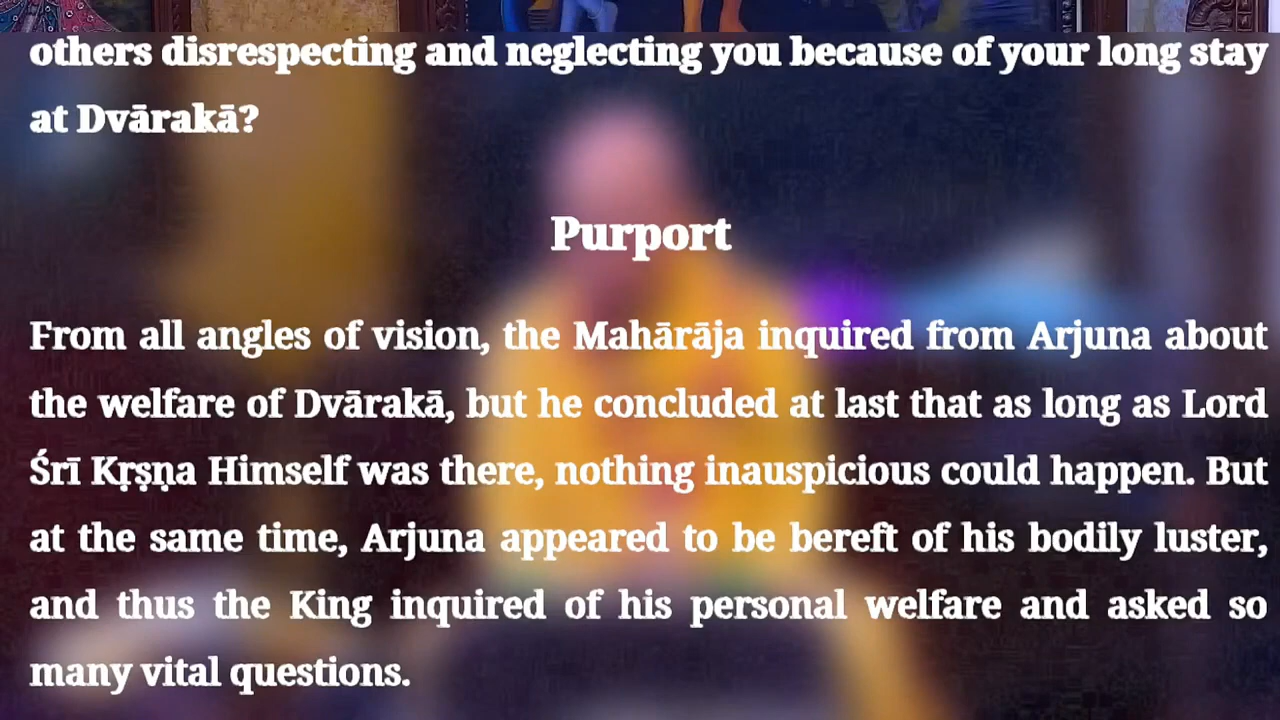 others disrespecting and neglecting you because of your long stay
at Dvārakā?
Purport
From all angles of vision, the Mahārāja inquired from Arjuna about
the welfare of Dvārakā, but he concluded at last that as long as Lord
Śrī Kṛṣṇa Himself was there, nothing inauspicious could happen. But
at the same time, Arjuna appeared to be bereft of his bodily luster,
and thus the King inquired of his personal welfare and asked so
many vital questions.